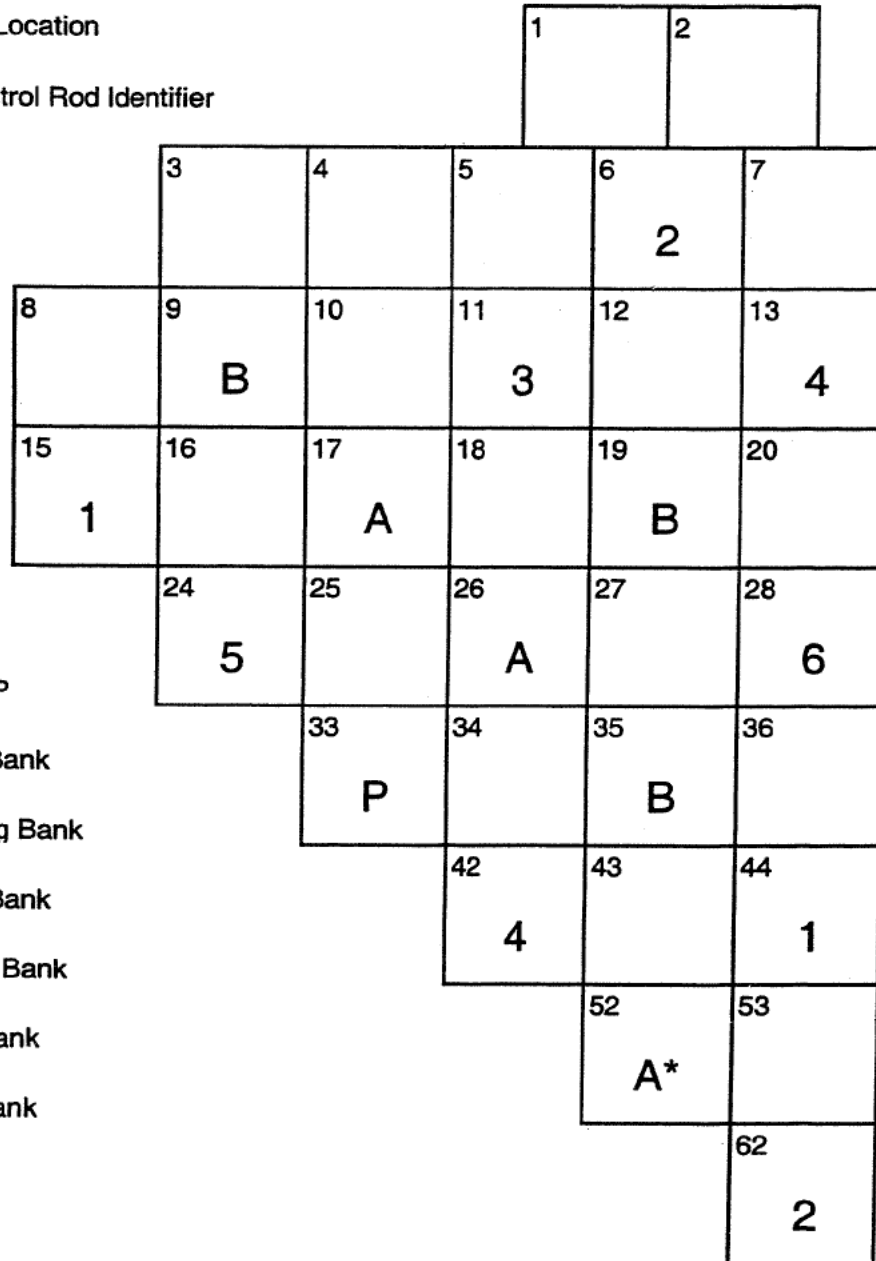 Location
1 2
trol Rod Identifier
3 4 5 6 7
2
8 9 10 11 12 13
B 3 4
15 16 17 18 19 20
1 A B
24 25 26 27 28
5 A 6
P
33 34 35 36
Bank
P B
g Bank
42 43 44
Bank
4 1
Bank
52 53
ank
A*
ank
62
2